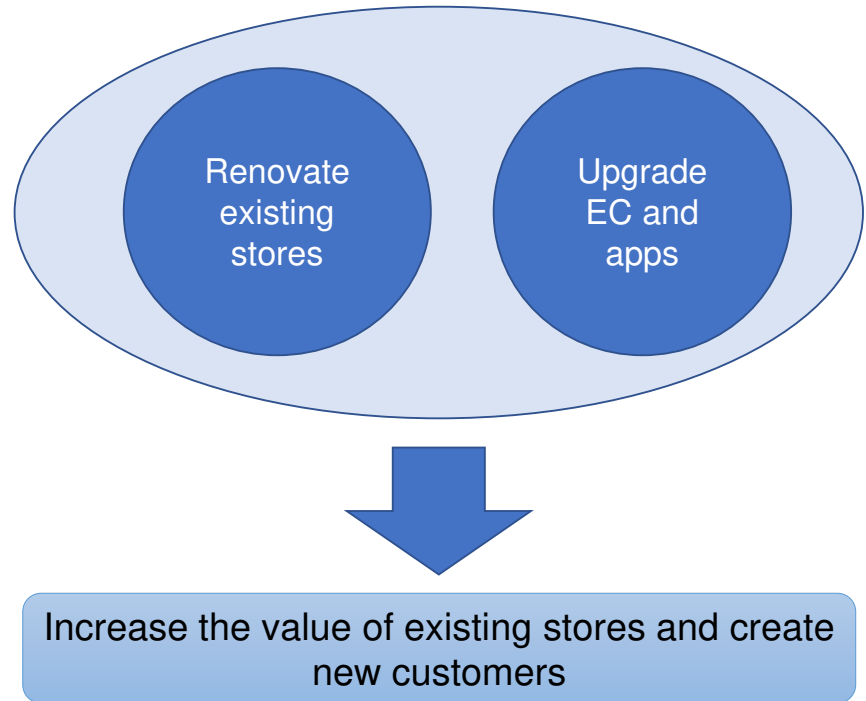 Renovate
existing
stores
Upgrade
EC and
apps
Increase the value of existing stores and create
new customers